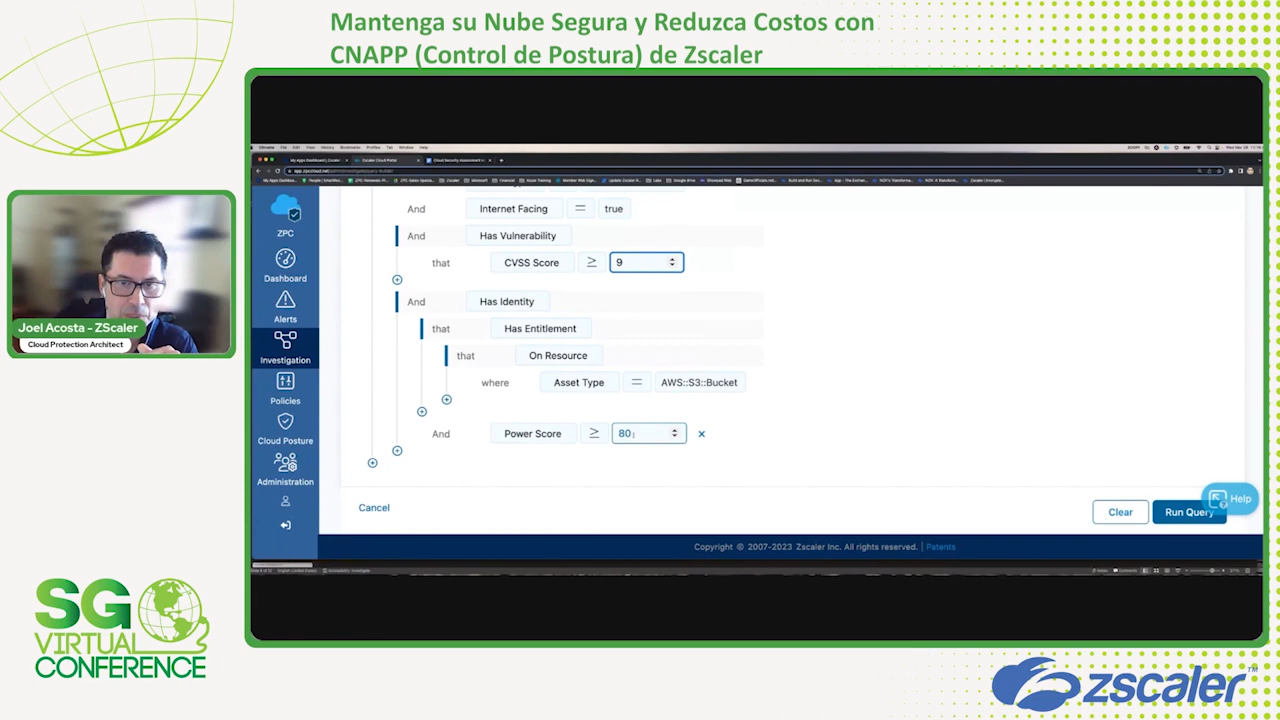 Mantenga su Nube Segura y Reduzca Costos con
CNAPP (Control de Postura) de Zscaler
ZPC
Dashboard
Alerts
Investigation
Policies
Cloud Posture
Administration
And Internet Facing = true
And Has Vulnerability
that CVSS Score ≥ 9
And Has Identity
that Has Entitlement
that On Resource
where Asset Type = AWS::S3::Bucket
And Power Score ≥ 80
Cancel
Clear
Run Query
Help
Copyright © 2007-2023 Zscaler Inc. All rights reserved. | Patents
Joel Acosta - ZScaler
Cloud Protection Architect
SG
VIRTUAL
CONFERENCE
zscaler™